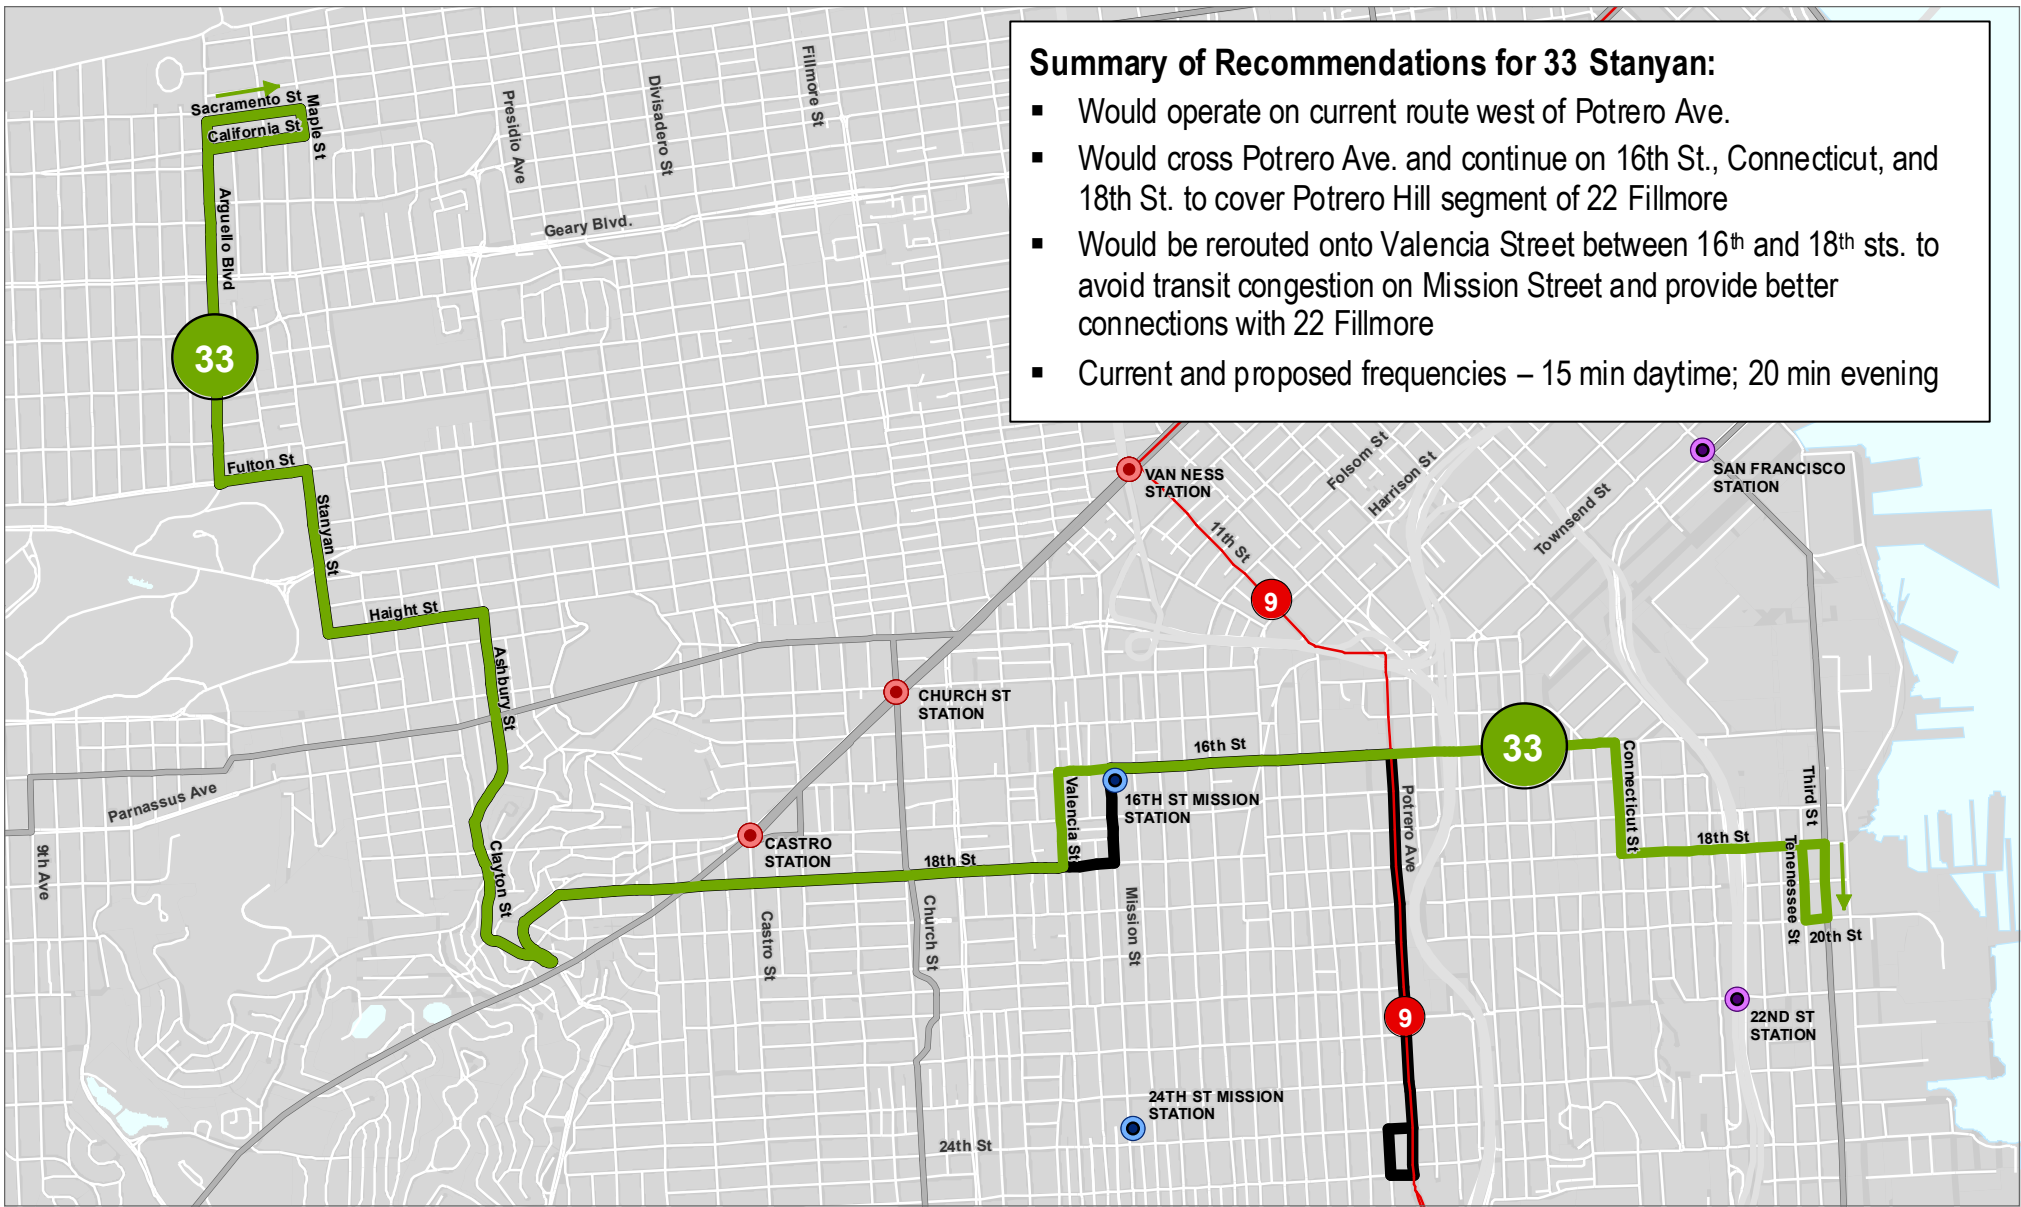 Summary of Recommendations for 33 Stanyan:
▪ Would operate on current route west of Potrero Ave.
▪ Would cross Potrero Ave. and continue on 16th St., Connecticut, and
18th St. to cover Potrero Hill segment of 22 Fillmore
▪ Would be rerouted onto Valencia Street between 16th and 18th sts. to
avoid transit congestion on Mission Street and provide better
connections with 22 Fillmore
▪ Current and proposed frequencies – 15 min daytime; 20 min evening
Sacramento St
California St
Maple St
Arguello Blvd
33
Fulton St
Stanyan St
Haight St
Ashbury St
Clayton St
Parnassus Ave
9th Ave
Presidio Ave
Divisadero St
Fillmore St
Geary Blvd.
VAN NESS
STATION
11th St
9
Folsom St
Harrison St
Townsend St
SAN FRANCISCO
STATION
CHURCH ST
STATION
CASTRO
STATION
16th St
33
Valencia St
16TH ST MISSION
STATION
18th St
Castro St
Church St
Mission St
Potrero Ave
Connecticut St
18th St
Third St
Tenenessee St
20th St
9
22ND ST
STATION
24TH ST MISSION
STATION
24th St